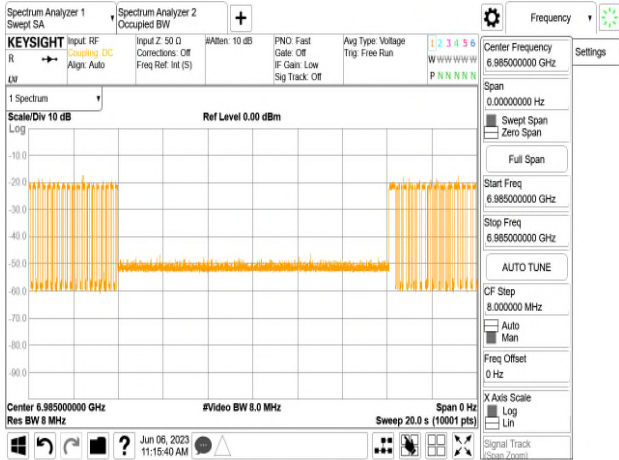 Spectrum Analyzer 1
Swept SA
Spectrum Analyzer 2
Occupied BW
+
Frequency
Settings
KEYSIGHT
R
Input: RF
Coupling: DC
Align: Auto
Input Z: 50 Ω
Corrections: Off
Freq Ref: Int (S)
#Atten: 10 dB
PNO: Fast
Gate: Off
IF Gain: Low
Sig Track: Off
Avg Type: Voltage
Trig: Free Run
1 2 3 4 5 6
W W W W W W
P N N N N N
1 Spectrum
Scale/Div 10 dB
Ref Level 0.00 dBm
Log
-10.0
-20.0
-30.0
-40.0
-50.0
-60.0
-70.0
-80.0
-90.0
Center 6.985000000 GHz
Res BW 8 MHz
#Video BW 8.0 MHz
Span 0 Hz
Sweep 20.0 s (10001 pts)
?
Jun 06, 2023
11:15:40 AM
Center Frequency
6.985000000 GHz
Span
0.00000000 Hz
Swept Span
Zero Span
Full Span
Start Freq
6.985000000 GHz
Stop Freq
6.985000000 GHz
AUTO TUNE
CF Step
8.000000 MHz
Auto
Man
Freq Offset
0 Hz
X Axis Scale
Log
Lin
Signal Track
(Span Zoom)